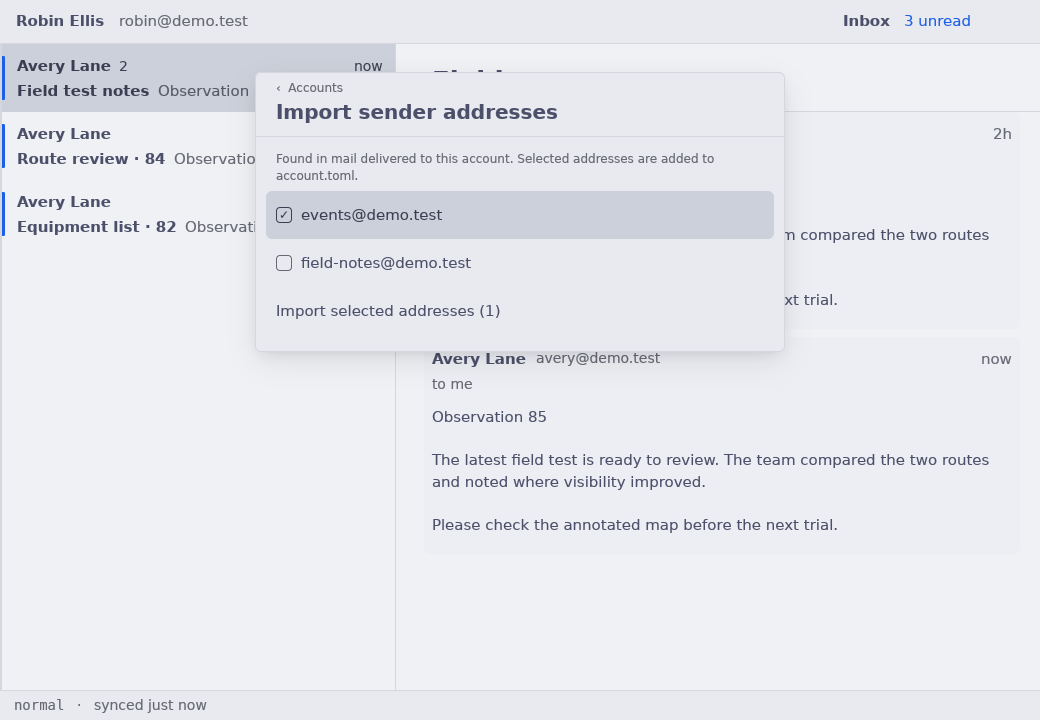 Robin Ellis robin@demo.test
Inbox 3 unread
Avery Lane 2 now
Field test notes Observation
Avery Lane
Route review · 84
Avery Lane
Equipment list · 82
‹ Accounts
Import sender addresses
Found in mail delivered to this account. Selected addresses are added to
account.toml.
✓ events@demo.test
field-notes@demo.test
Import selected addresses (1)
2h
compared the two routes
trial.
Avery Lane avery@demo.test now
to me
Observation 85
The latest field test is ready to review. The team compared the two routes
and noted where visibility improved.
Please check the annotated map before the next trial.
normal · synced just now